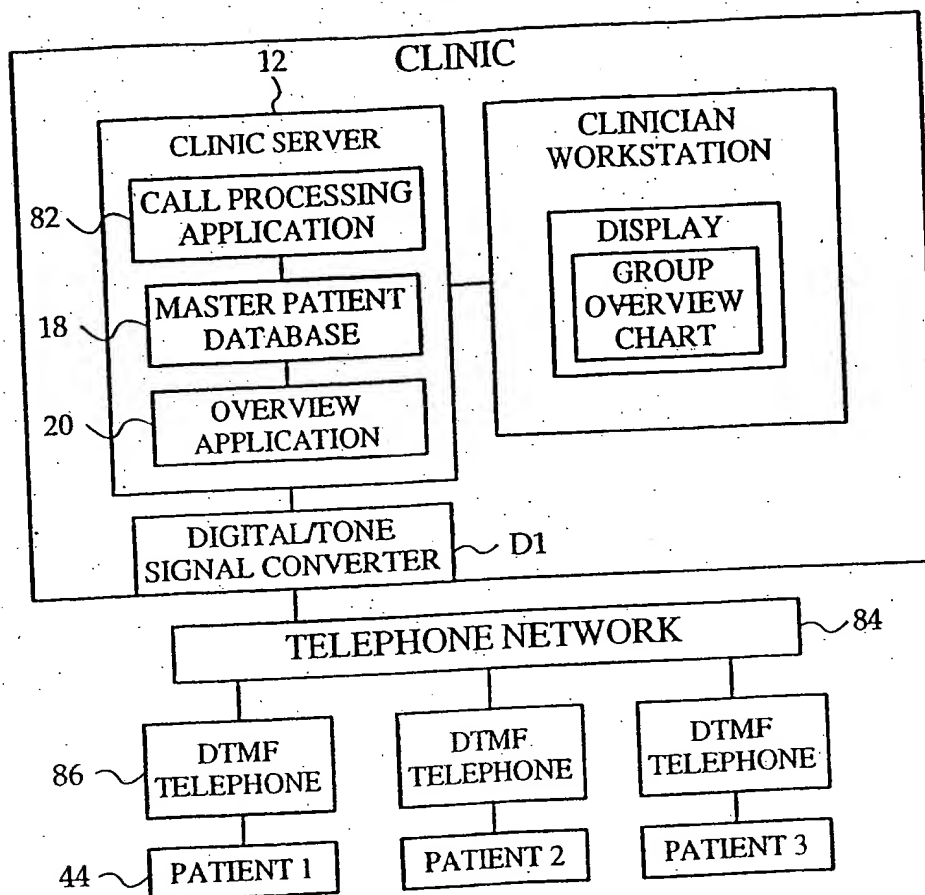 CLINIC
12
CLINIC SERVER
82
CALL PROCESSING
APPLICATION
18
MASTER PATIENT
DATABASE
20
OVERVIEW
APPLICATION
CLINICIAN
WORKSTATION
DISPLAY
GROUP
OVERVIEW
CHART
DIGITAL/TONE
SIGNAL CONVERTER
D1
TELEPHONE NETWORK
84
86
DTMF
TELEPHONE
DTMF
TELEPHONE
DTMF
TELEPHONE
44
PATIENT 1
PATIENT 2
PATIENT 3